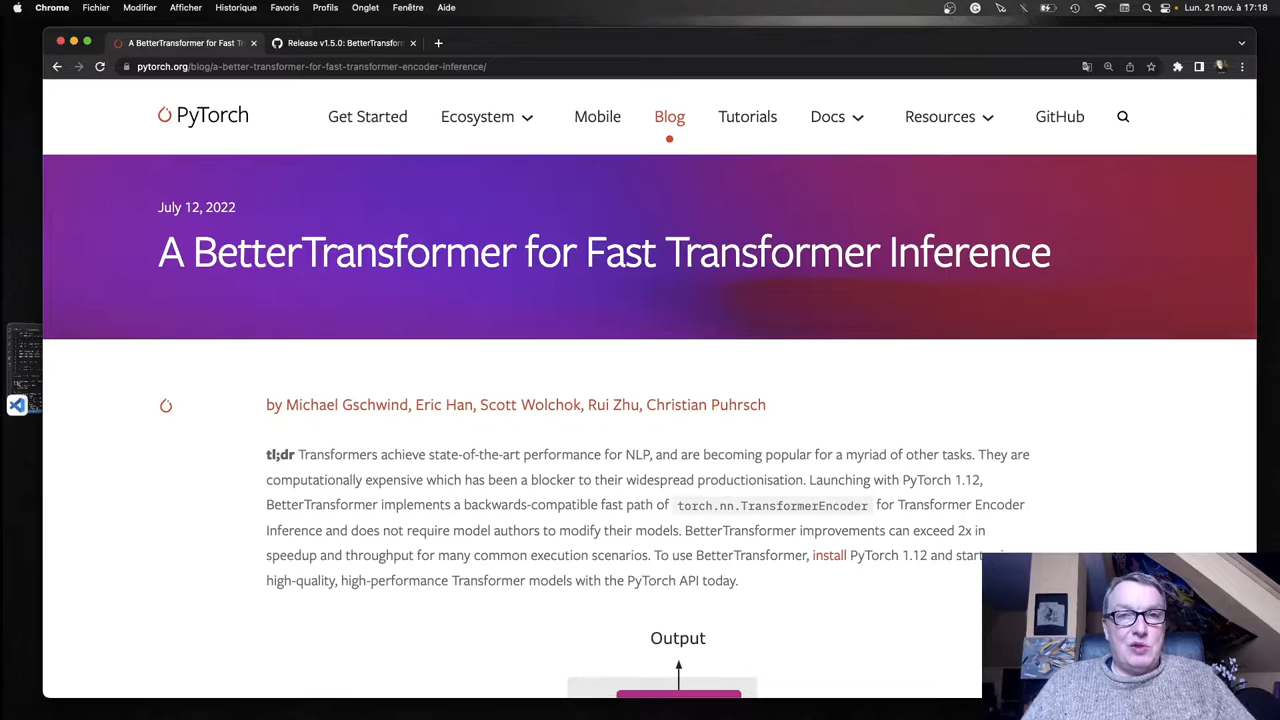 Chrome Fichier Modifier Afficher Historique Favoris Profils Onglet Fenêtre Aide Lun. 21 nov. à 17:18
A BetterTransformer for Fast Tr Release v1.5.0: BetterTransform
pytorch.org/blog/a-better-transformer-for-fast-transformer-encoder-inference/
PyTorch Get Started Ecosystem Mobile Blog Tutorials Docs Resources GitHub
July 12, 2022
A BetterTransformer for Fast Transformer Inference
by Michael Gschwind, Eric Han, Scott Wolchok, Rui Zhu, Christian Puhrsch
tl;dr Transformers achieve state-of-the-art performance for NLP, and are becoming popular for a myriad of other tasks. They are
computationally expensive which has been a blocker to their widespread productionisation. Launching with PyTorch 1.12,
BetterTransformer implements a backwards-compatible fast path of torch.nn.TransformerEncoder for Transformer Encoder
Inference and does not require model authors to modify their models. BetterTransformer improvements can exceed 2x in
speedup and throughput for many common execution scenarios. To use BetterTransformer, install PyTorch 1.12 and start
high-quality, high-performance Transformer models with the PyTorch API today.
Output